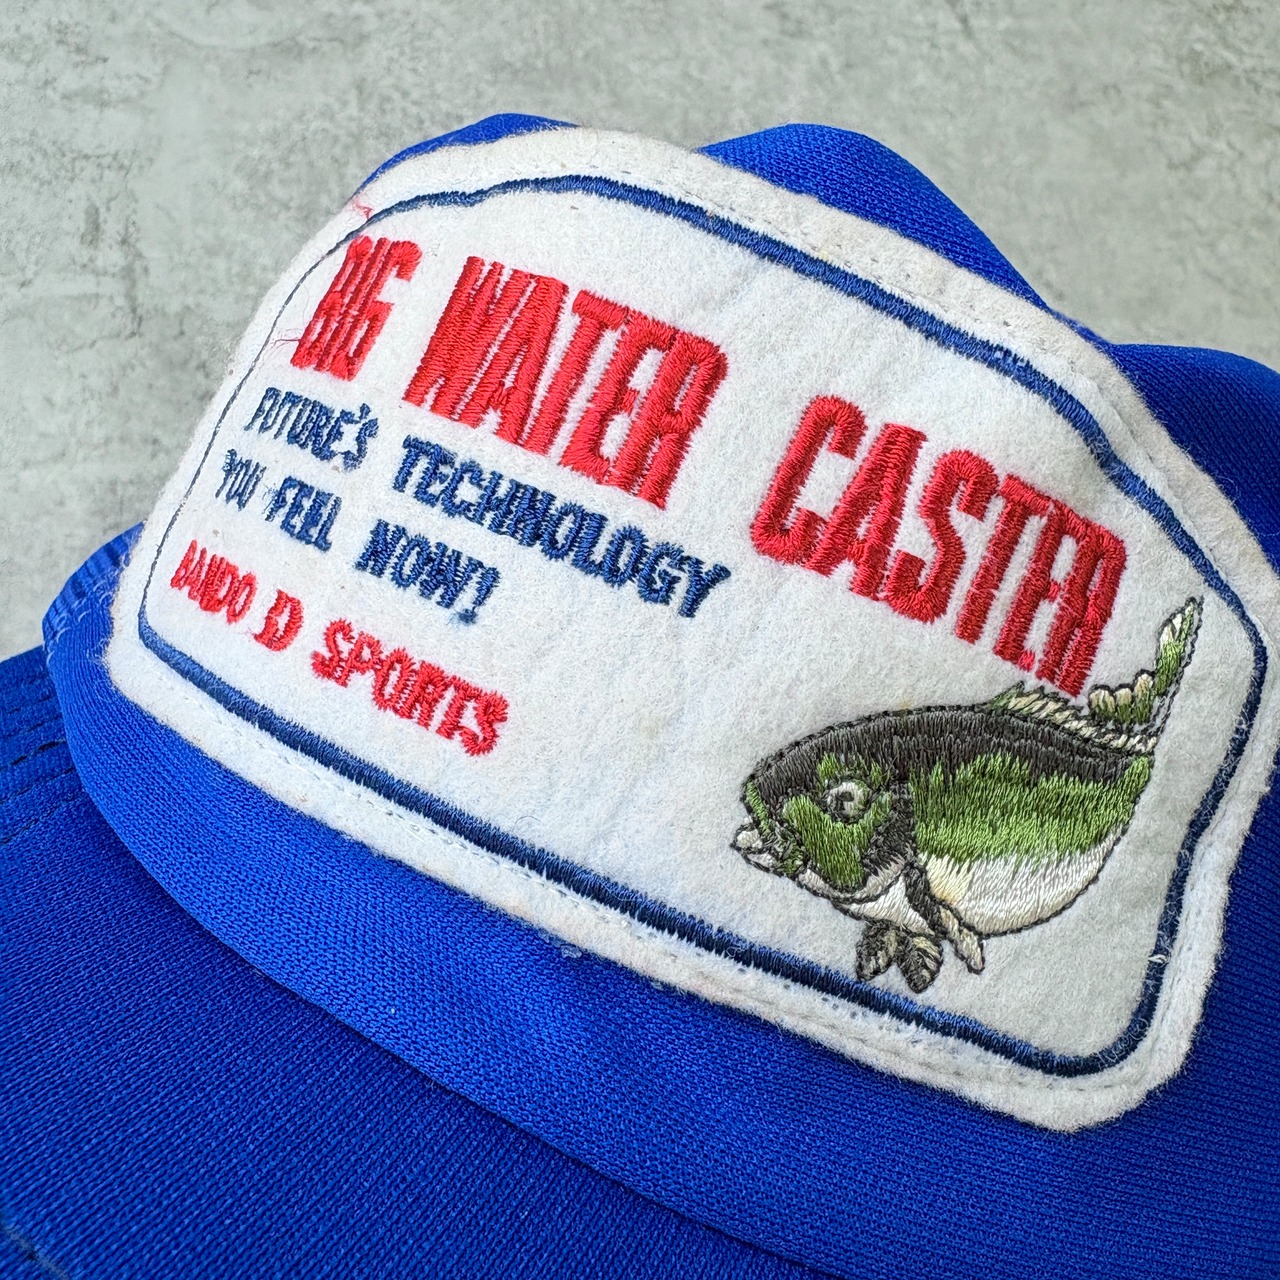 BIG WATER CASTER
FUTURE'S TECHNOLOGY
YOU FEEL NOW!
BANDO D SPORTS